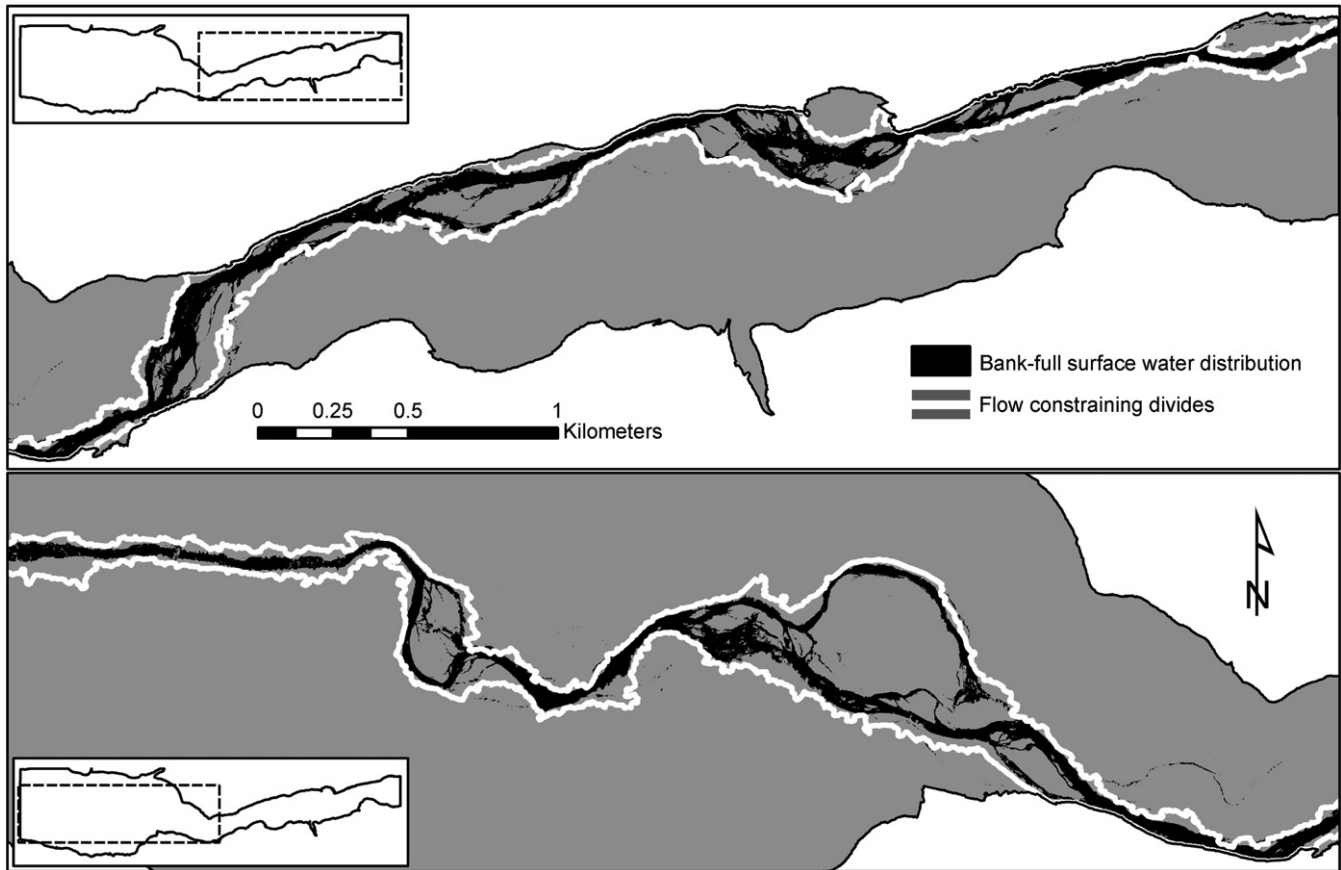 Bank-full surface water distribution
Flow constraining divides
0 0.25 0.5 1
Kilometers
N